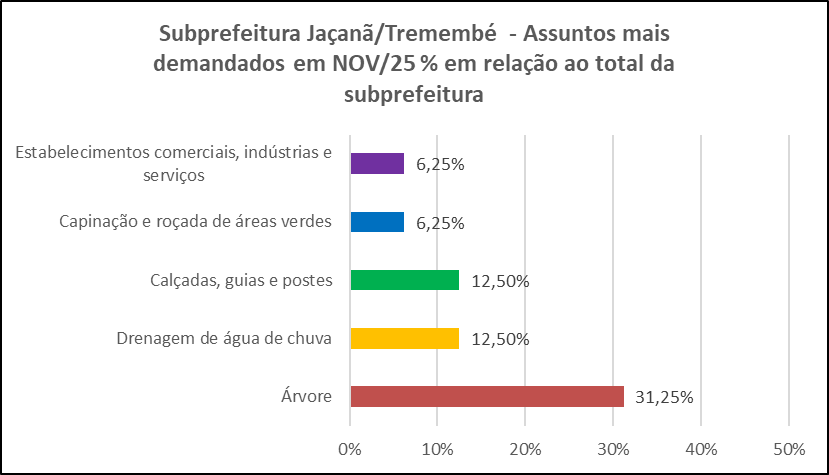 Subprefeitura Jaçanã/Tremembé - Assuntos mais
demandados em NOV/25 % em relação ao total da
subprefeitura
Estabelecimentos comerciais, indústrias e
serviços
6,25%
Capinação e roçada de áreas verdes
6,25%
Calçadas, guias e postes
12,50%
Drenagem de água de chuva
12,50%
Árvore
31,25%
0% 10% 20% 30% 40% 50%